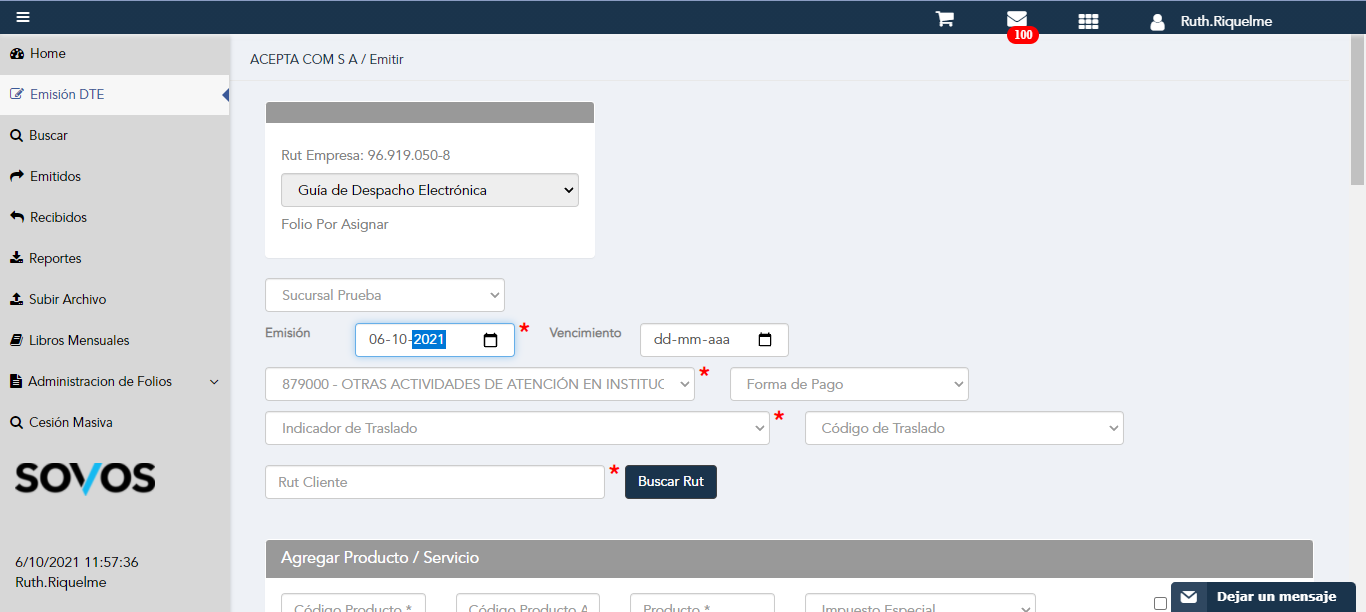 Ruth.Riquelme
100
Home
Emisión DTE
Buscar
Emitidos
Recibidos
Reportes
Subir Archivo
Libros Mensuales
Administracion de Folios
Cesión Masiva
SOVOS
6/10/2021 11:57:36
Ruth.Riquelme
ACEPTA COM S A / Emitir
Rut Empresa: 96.919.050-8
Guía de Despacho Electrónica
Folio Por Asignar
Sucursal Prueba
Emisión 06-10-2021 * Vencimiento dd-mm-aaa
879000 - OTRAS ACTIVIDADES DE ATENCIÓN EN INSTITUC * Forma de Pago
Indicador de Traslado * Código de Traslado
Rut Cliente * Buscar Rut
Agregar Producto / Servicio
Código Producto * Código Producto A Producto * Impuesto Especial
Dejar un mensaje